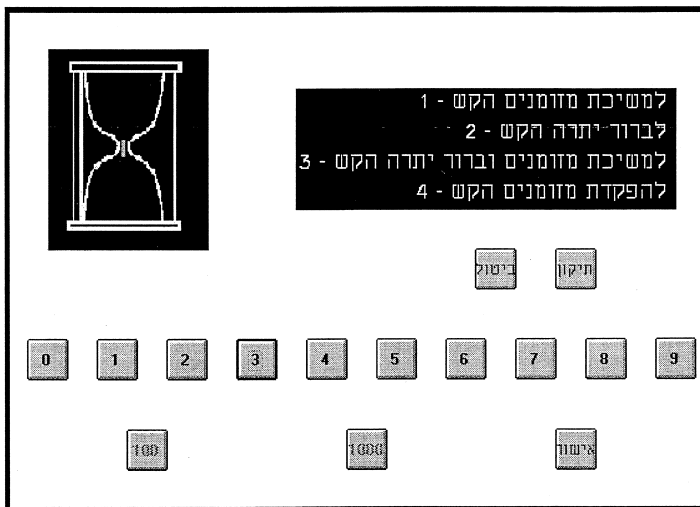 למשיכת מזומנים הקש - 1
לברור יתרה הקש - 2
למשיכת מזומנים וברור יתרה הקש - 3
להפקדת מזומנים הקש - 4
תיקון ביטול
0 1 2 3 4 5 6 7 8 9
100 1000 אישור